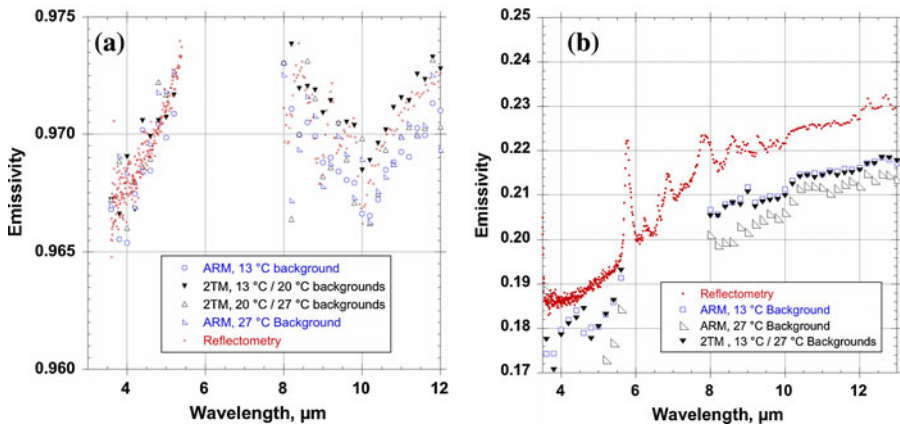 (a)
0.975
0.970
0.965
0.960
Emissivity
4 6 8 10 12
Wavelength, µm
ARM, 13 °C background
2TM, 13 °C / 20 °C backgrounds
2TM, 20 °C / 27 °C backgrounds
ARM, 27 °C Background
Reflectometry
(b)
0.25
0.24
0.23
0.22
0.21
0.20
0.19
0.18
0.17
Emissivity
4 6 8 10 12
Wavelength, µm
Reflectometry
ARM, 13 °C Background
ARM, 27 °C Background
2TM , 13 °C / 27 °C Backgrounds